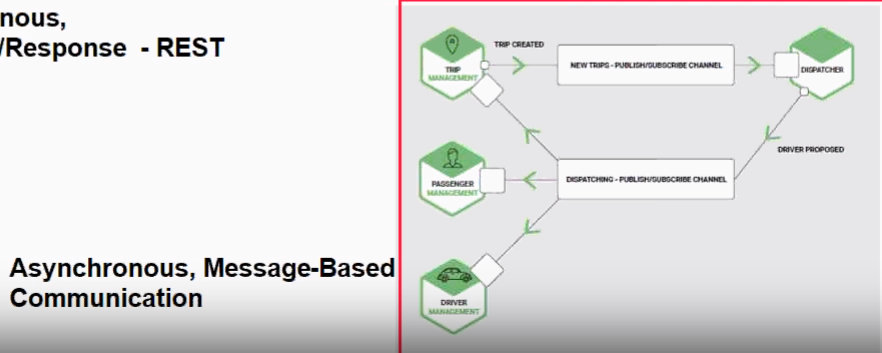 nous,
/Response - REST
TRIP CREATED
TRIP
MANAGEMENT
NEW TRIPS - PUBLISH/SUBSCRIBE CHANNEL
DISPATCHER
DRIVER PROPOSED
PASSENGER
MANAGEMENT
DISPATCHING - PUBLISH/SUBSCRIBE CHANNEL
Asynchronous, Message-Based
Communication
DRIVER
MANAGEMENT